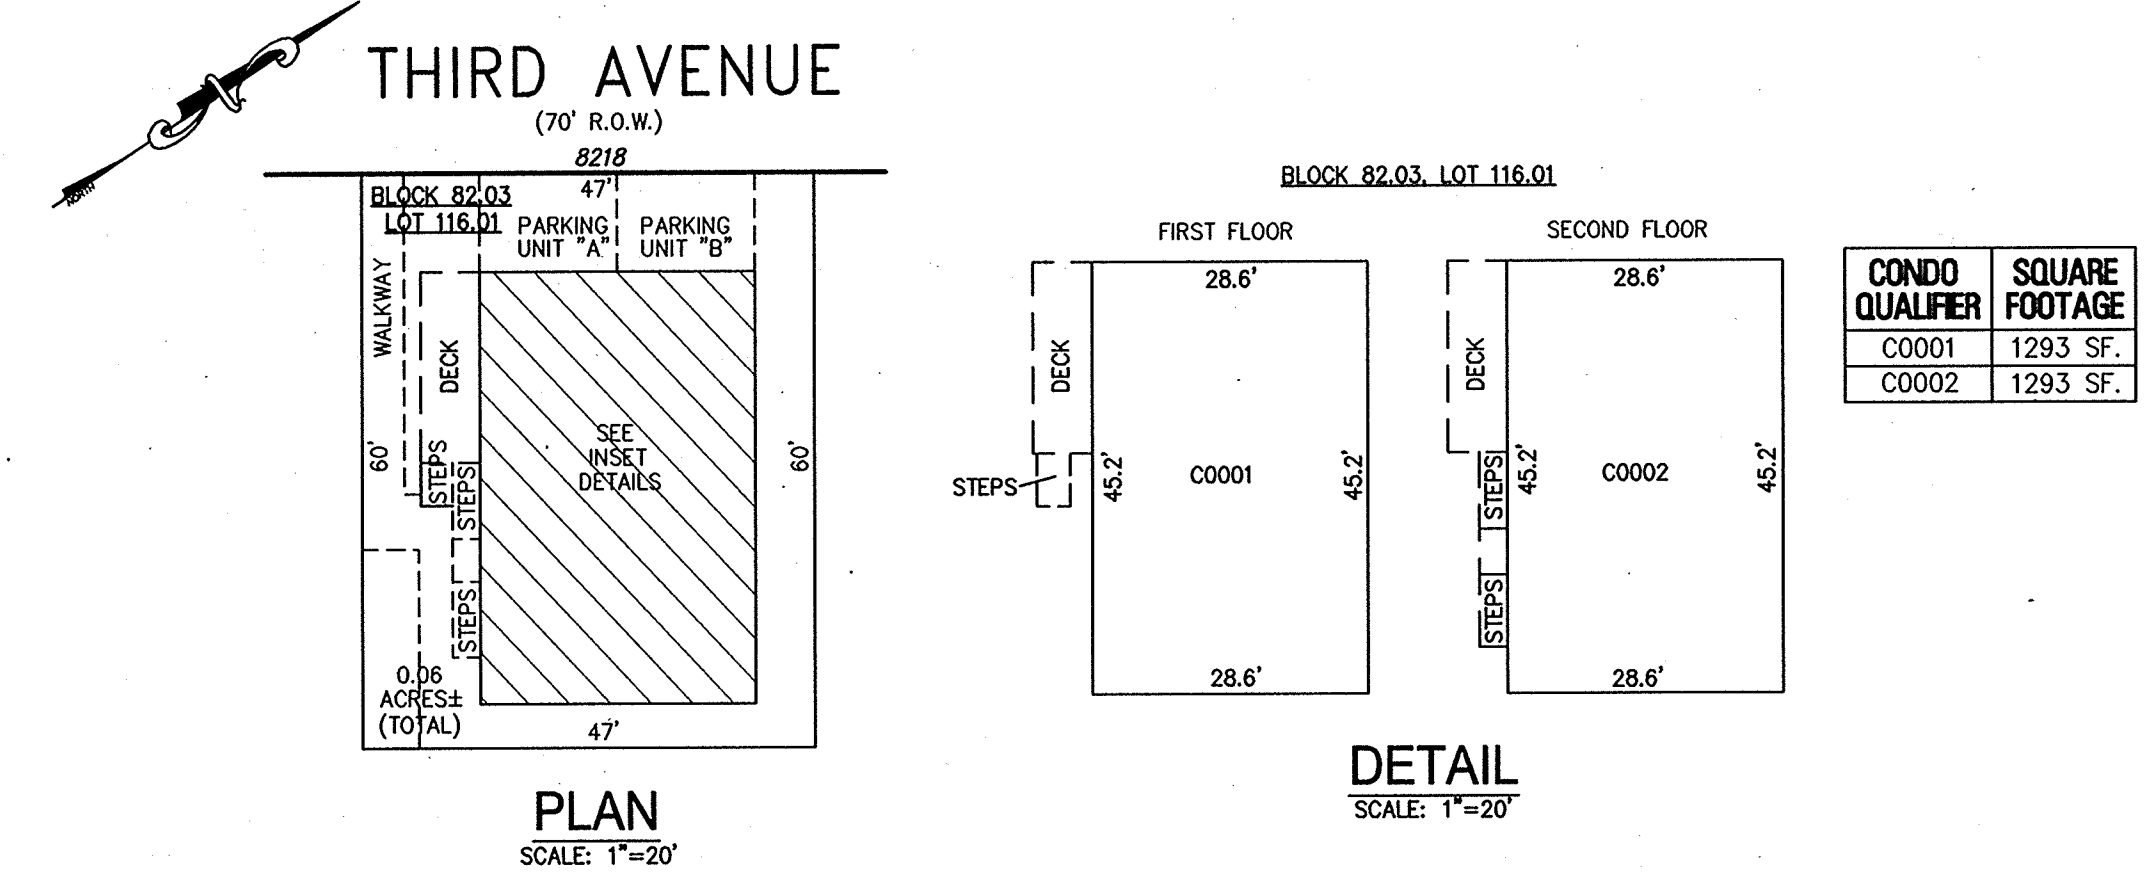 NORTH
THIRD AVENUE
(70' R.O.W.)
8218
47'
BLOCK 82.03
LOT 116.01
PARKING
UNIT "A"
PARKING
UNIT "B"
WALKWAY
DECK
60'
STEPS
STEPS
SEE
INSET
DETAILS
60'
STEPS
0.06
ACRES±
(TOTAL)
47'
PLAN
SCALE: 1"=20'
BLOCK 82.03, LOT 116.01
FIRST FLOOR
28.6'
DECK
STEPS
45.2'
C0001
45.2'
28.6'
SECOND FLOOR
28.6'
DECK
STEPS
45.2'
C0002
45.2'
STEPS
28.6'
DETAIL
SCALE: 1"=20'
CONDO QUALIFIER
SQUARE FOOTAGE
C0001 1293 SF.
C0002 1293 SF.